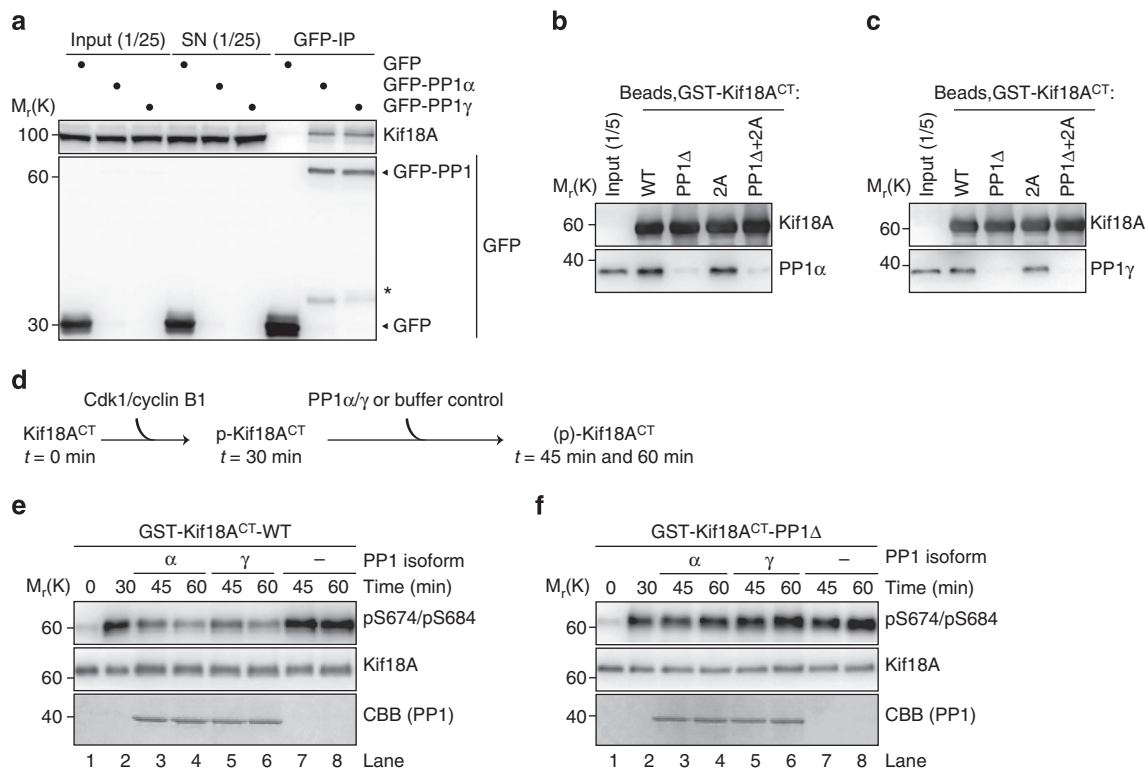 a
Input (1/25) SN (1/25) GFP-IP
GFP
GFP-PP1α
GFP-PP1γ
Mr(K)
100
Kif18A
60
GFP-PP1
GFP
*
30
GFP
b
Beads,GST-Kif18ACT:
Input (1/5) WT PP1Δ 2A PP1Δ+2A
Mr(K)
60
Kif18A
40
PP1α
c
Beads,GST-Kif18ACT:
Input (1/5) WT PP1Δ 2A PP1Δ+2A
Mr(K)
60
Kif18A
40
PP1γ
d
Cdk1/cyclin B1 PP1α/γ or buffer control
Kif18ACT p-Kif18ACT (p)-Kif18ACT
t = 0 min t = 30 min t = 45 min and 60 min
e
GST-Kif18ACT-WT
α γ – PP1 isoform
Mr(K) 0 30 45 60 45 60 45 60 Time (min)
60 pS674/pS684
60 Kif18A
40 CBB (PP1)
1 2 3 4 5 6 7 8 Lane
f
GST-Kif18ACT-PP1Δ
α γ – PP1 isoform
Mr(K) 0 30 45 60 45 60 45 60 Time (min)
60 pS674/pS684
60 Kif18A
40 CBB (PP1)
1 2 3 4 5 6 7 8 Lane